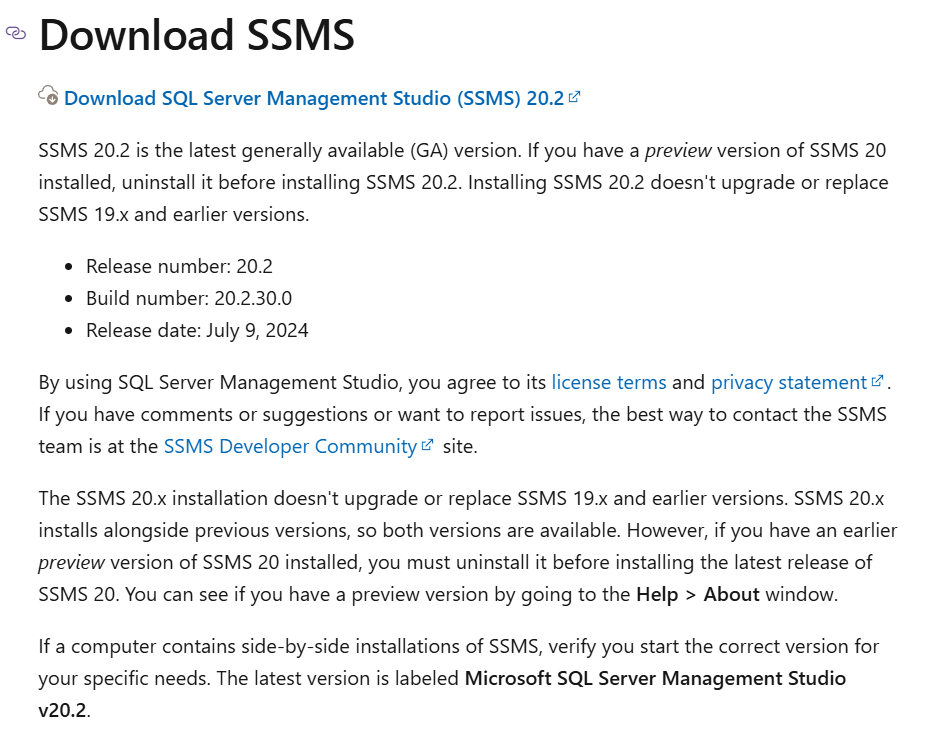 Download SSMS
Download SQL Server Management Studio (SSMS) 20.2
SSMS 20.2 is the latest generally available (GA) version. If you have a preview version of SSMS 20
installed, uninstall it before installing SSMS 20.2. Installing SSMS 20.2 doesn't upgrade or replace
SSMS 19.x and earlier versions.
• Release number: 20.2
• Build number: 20.2.30.0
• Release date: July 9, 2024
By using SQL Server Management Studio, you agree to its license terms and privacy statement.
If you have comments or suggestions or want to report issues, the best way to contact the SSMS
team is at the SSMS Developer Community site.
The SSMS 20.x installation doesn't upgrade or replace SSMS 19.x and earlier versions. SSMS 20.x
installs alongside previous versions, so both versions are available. However, if you have an earlier
preview version of SSMS 20 installed, you must uninstall it before installing the latest release of
SSMS 20. You can see if you have a preview version by going to the Help > About window.
If a computer contains side-by-side installations of SSMS, verify you start the correct version for
your specific needs. The latest version is labeled Microsoft SQL Server Management Studio
v20.2.